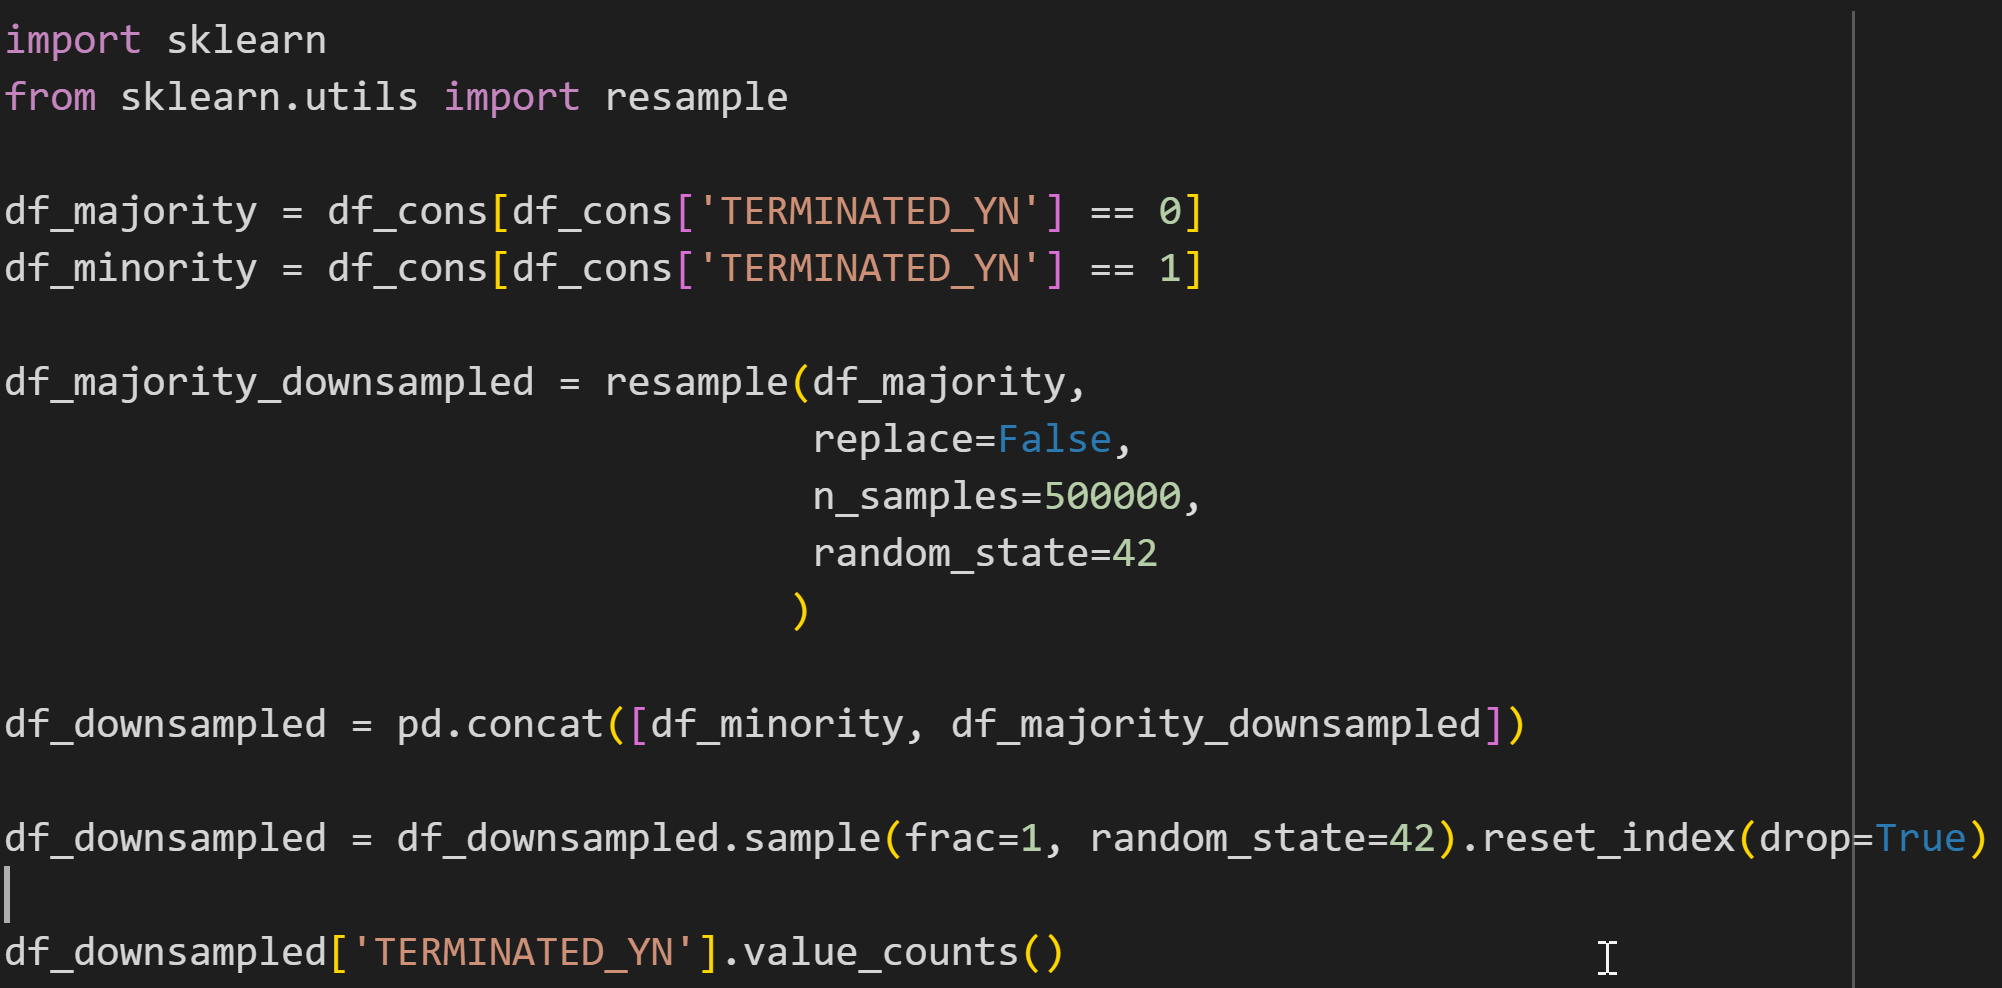 import sklearn
from sklearn.utils import resample
df_majority = df_cons[df_cons['TERMINATED_YN'] == 0]
df_minority = df_cons[df_cons['TERMINATED_YN'] == 1]
df_majority_downsampled = resample(df_majority,
replace=False,
n_samples=500000,
random_state=42
)
df_downsampled = pd.concat([df_minority, df_majority_downsampled])
df_downsampled = df_downsampled.sample(frac=1, random_state=42).reset_index(drop=True)
df_downsampled['TERMINATED_YN'].value_counts()